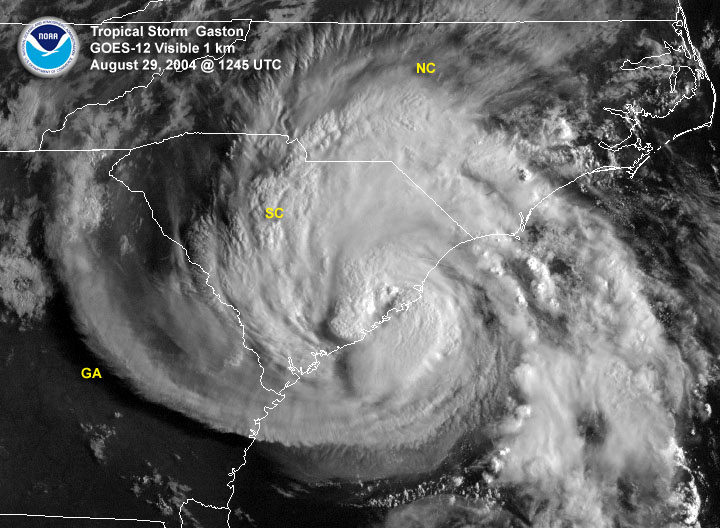 NOAA
Tropical Storm Gaston
GOES-12 Visible 1 km
August 29, 2004 @ 1245 UTC
NC
SC
GA